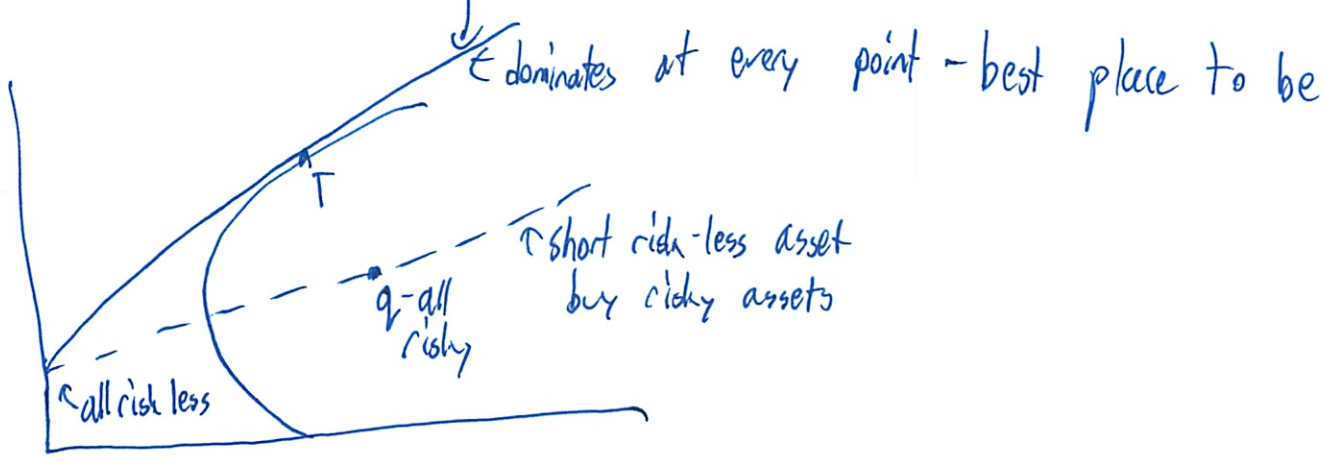 dominates at every point - best place to be
T
↑ short risk-less asset
buy risky assets
q-all
risky
↖ all risk less